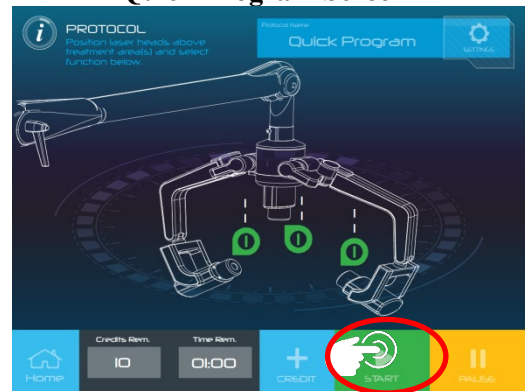 Quick Program Screen
i PROTOCOL
Position laser heads above
treatment area(s) and select
function below.
Protocol Name
Quick Program
SETTINGS
Home
Credits Rem.
10
Time Rem.
01:00
CREDIT
START
PAUSE